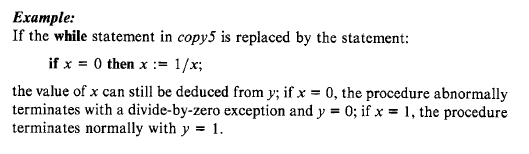 Example:
If the while statement in copy5 is replaced by the statement:
if x = 0 then x := 1/x;
the value of x can still be deduced from y; if x = 0, the procedure abnormally
terminates with a divide-by-zero exception and y = 0; if x = 1, the procedure
terminates normally with y = 1.